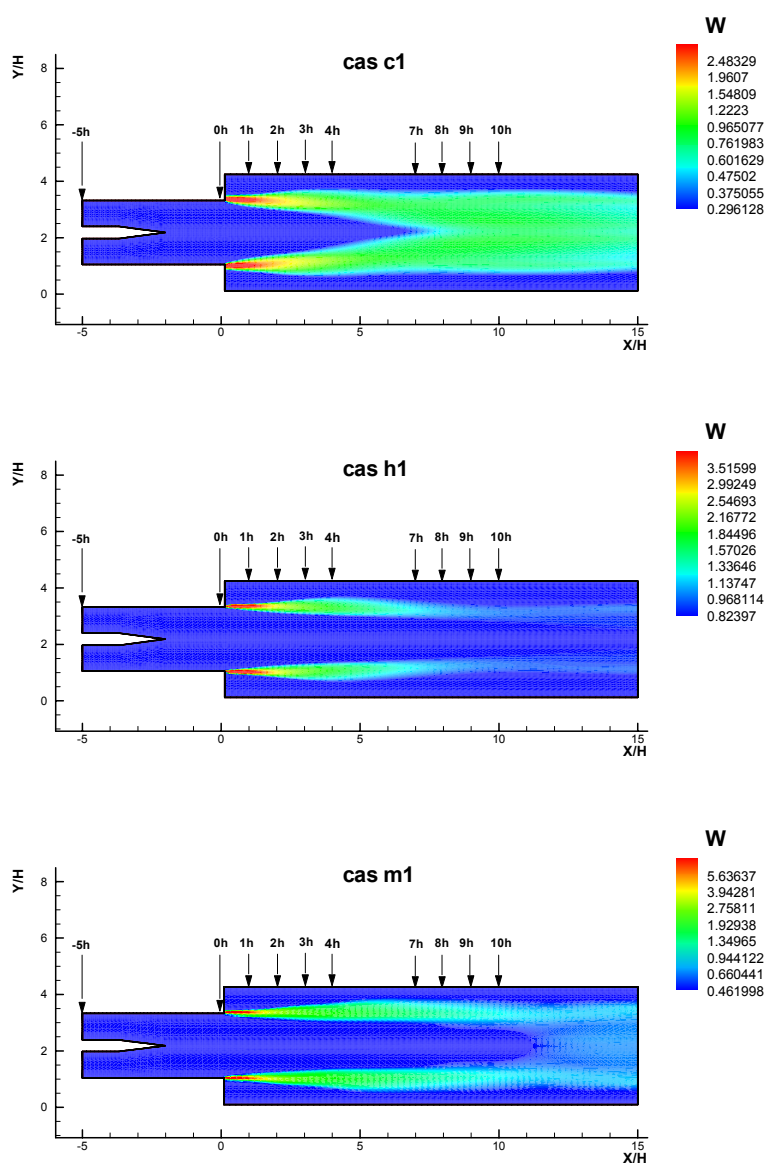 cas c1
W
2.48329
1.9607
1.54809
1.2223
0.965077
0.761983
0.601629
0.47502
0.375055
0.296128
Y/H
8
6
4
2
0
-5h
0h
1h
2h
3h
4h
7h
8h
9h
10h
-5
0
5
10
15
X/H
cas h1
W
3.51599
2.99249
2.54693
2.16772
1.84496
1.57026
1.33646
1.13747
0.968114
0.82397
Y/H
8
6
4
2
0
-5h
0h
1h
2h
3h
4h
7h
8h
9h
10h
-5
0
5
10
15
X/H
cas m1
W
5.63637
3.94281
2.75811
1.92938
1.34965
0.944122
0.660441
0.461998
Y/H
8
6
4
2
0
-5h
0h
1h
2h
3h
4h
7h
8h
9h
10h
-5
0
5
10
15
X/H